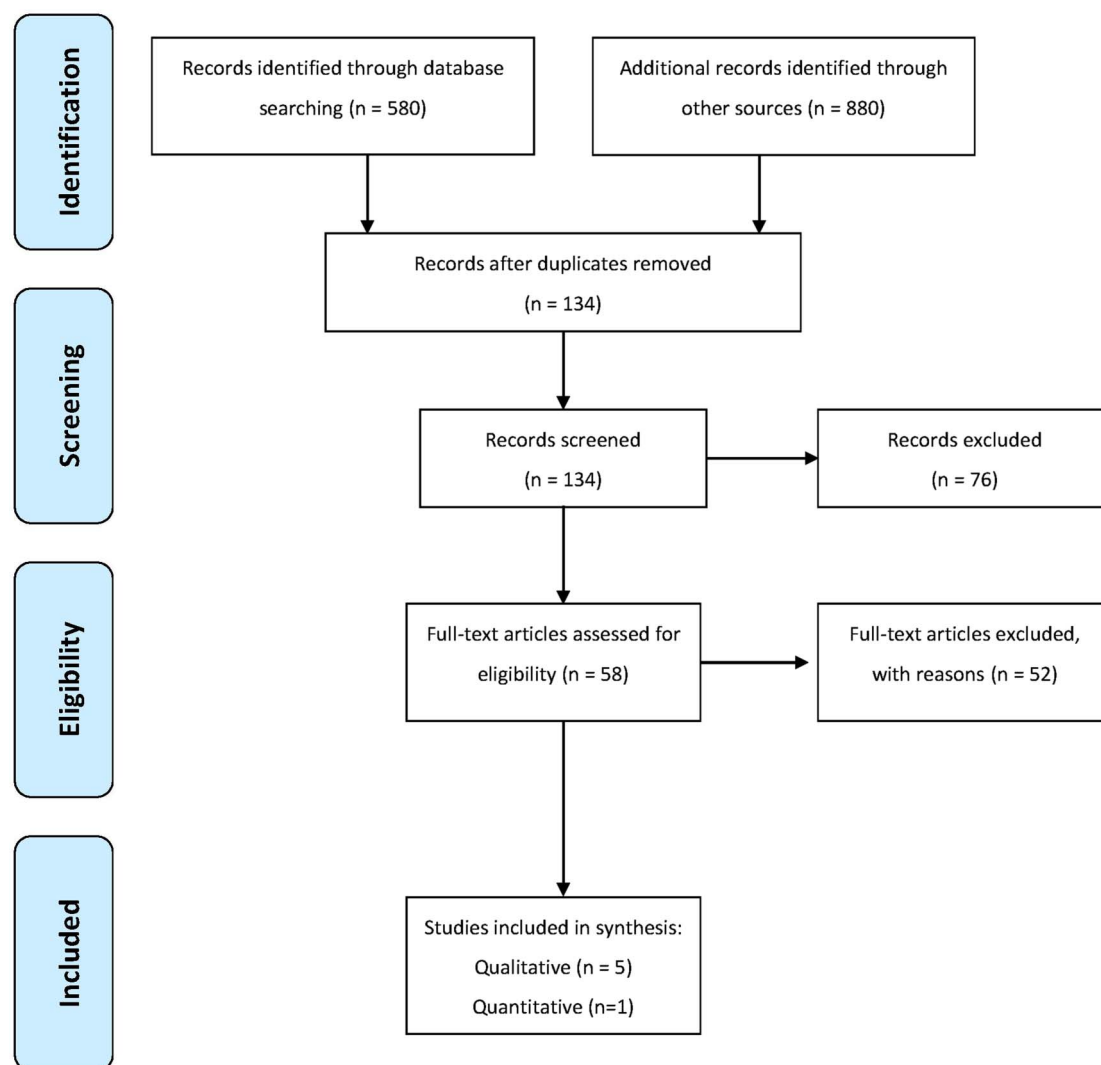 Identification
Records identified through database
searching (n = 580)
Additional records identified through
other sources (n = 880)
Records after duplicates removed
(n = 134)
Screening
Records screened
(n = 134)
Records excluded
(n = 76)
Eligibility
Full-text articles assessed for
eligibility (n = 58)
Full-text articles excluded,
with reasons (n = 52)
Included
Studies included in synthesis:
Qualitative (n = 5)
Quantitative (n=1)